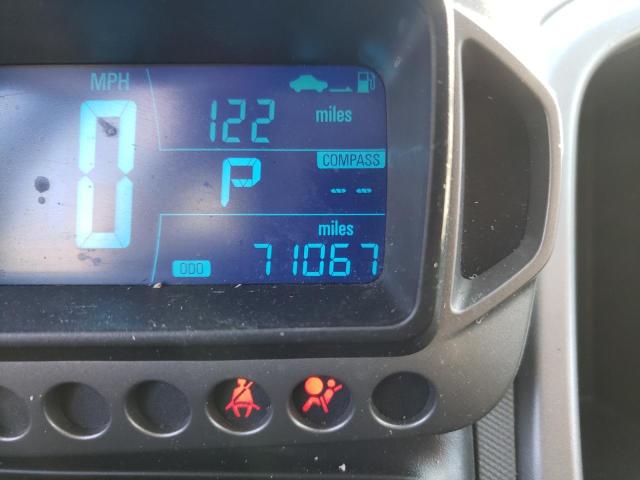 MPH
0
122
miles
P
COMPASS
--
miles
ODO
71067